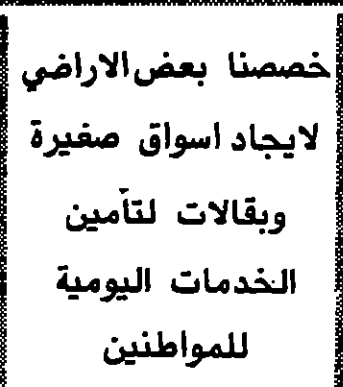 خصصنا بعض الاراضي
لايجاد اسواق صغيرة
وبقالات لتأمين
الخدمات اليومية
للمواطنين